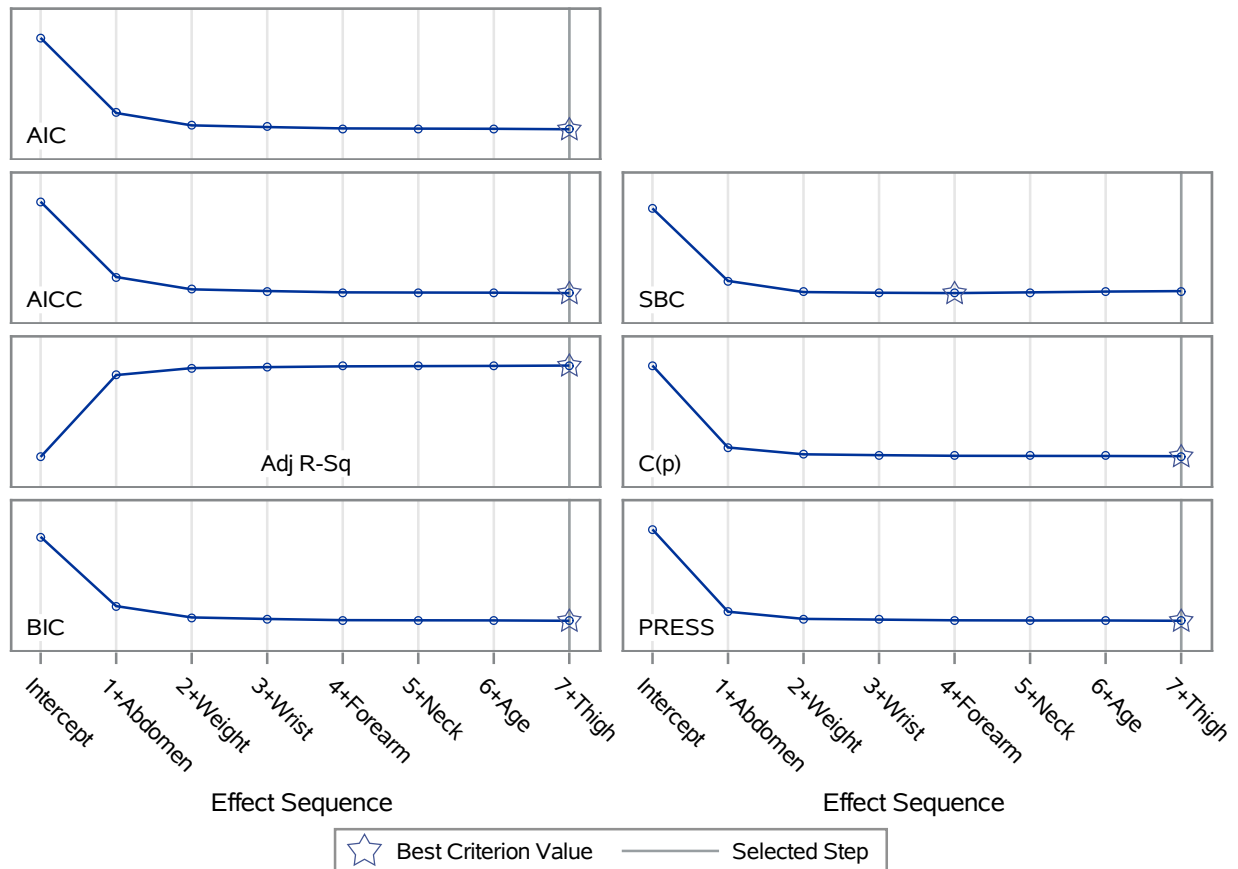 AIC
AICC
Adj R-Sq
BIC
Intercept
1+Abdomen
2+Weight
3+Wrist
4+Forearm
5+Neck
6+Age
7+Thigh
Effect Sequence
SBC
C(p)
PRESS
Intercept
1+Abdomen
2+Weight
3+Wrist
4+Forearm
5+Neck
6+Age
7+Thigh
Effect Sequence
Best Criterion Value
Selected Step